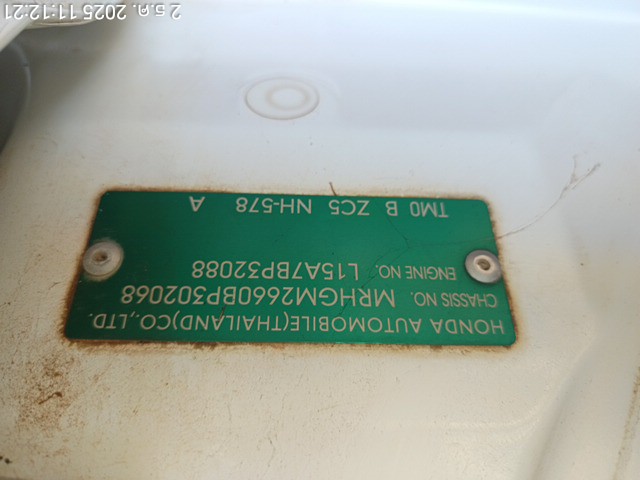 HONDA AUTOMOBILE(THAILAND)CO.,LTD.
CHASSIS NO. MRHGM2660BP302068
ENGINE NO. L15A7BP32088
TM0 B ZC5 NH-578 A
2 ธ.ค. 2025 11:12:21